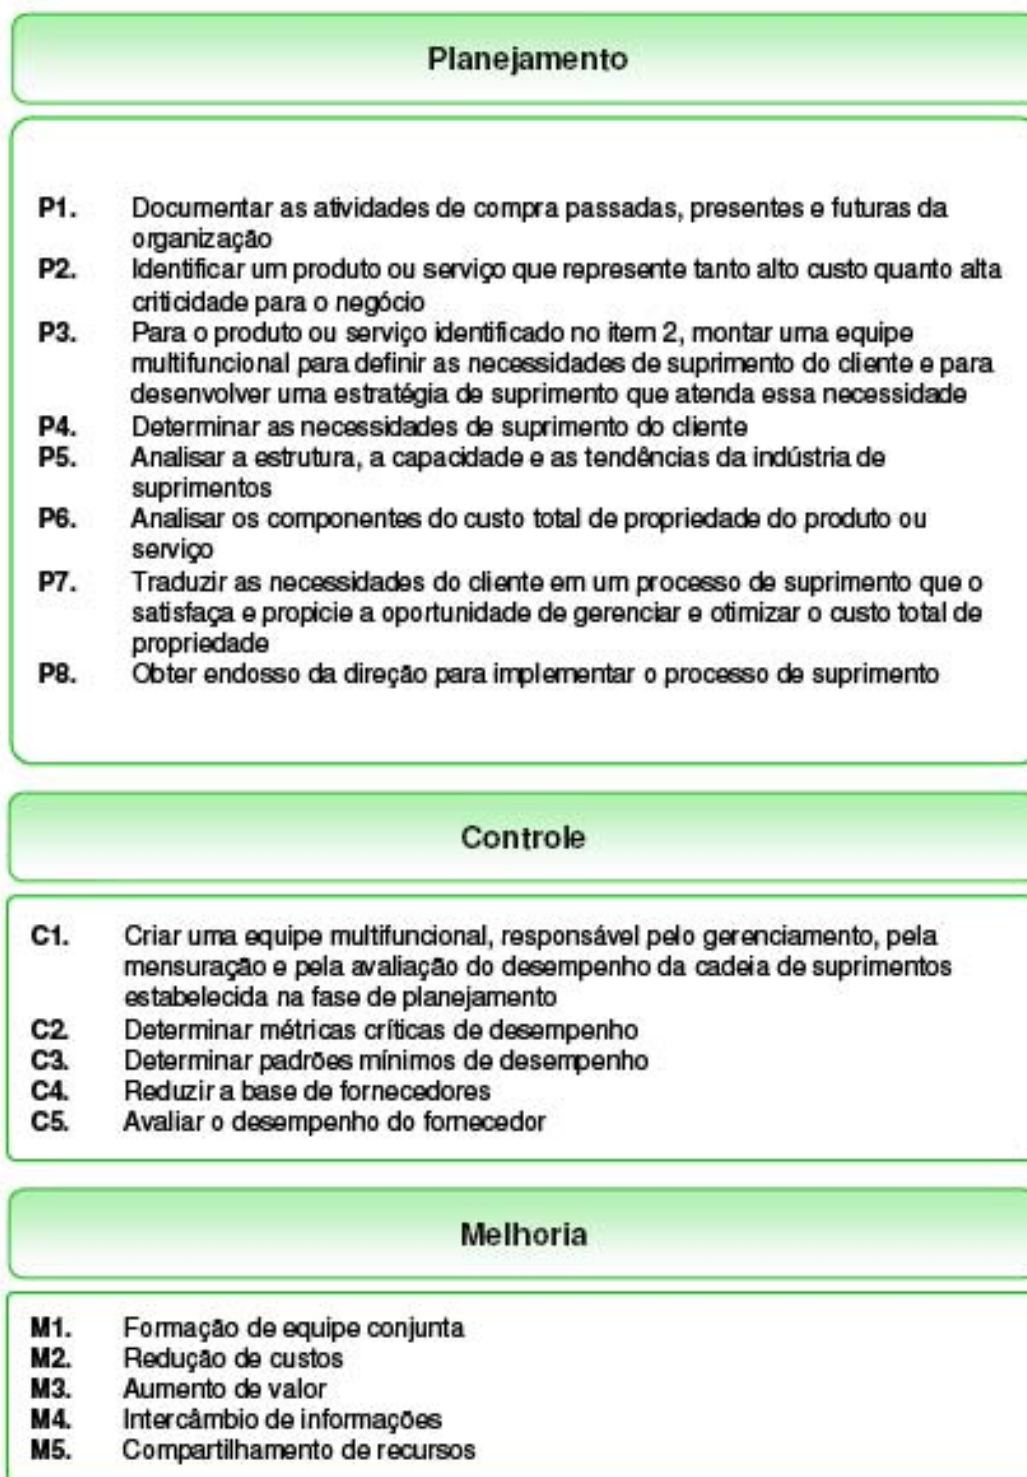 Planejamento
P1. Documentar as atividades de compra passadas, presentes e futuras da
organização
P2. Identificar um produto ou serviço que represente tanto alto custo quanto alta
criticidade para o negócio
P3. Para o produto ou serviço identificado no item 2, montar uma equipe
multifuncional para definir as necessidades de suprimento do cliente e para
desenvolver uma estratégia de suprimento que atenda essa necessidade
P4. Determinar as necessidades de suprimento do cliente
P5. Analisar a estrutura, a capacidade e as tendências da indústria de
suprimentos
P6. Analisar os componentes do custo total de propriedade do produto ou
serviço
P7. Traduzir as necessidades do cliente em um processo de suprimento que o
satisfaça e propicie a oportunidade de gerenciar e otimizar o custo total de
propriedade
P8. Obter endosso da direção para implementar o processo de suprimento
Controle
C1. Criar uma equipe multifuncional, responsável pelo gerenciamento, pela
mensuração e pela avaliação do desempenho da cadeia de suprimentos
estabelecida na fase de planejamento
C2. Determinar métricas críticas de desempenho
C3. Determinar padrões mínimos de desempenho
C4. Reduzir a base de fornecedores
C5. Avaliar o desempenho do fornecedor
Melhoria
M1. Formação de equipe conjunta
M2. Redução de custos
M3. Aumento de valor
M4. Intercâmbio de informações
M5. Compartilhamento de recursos